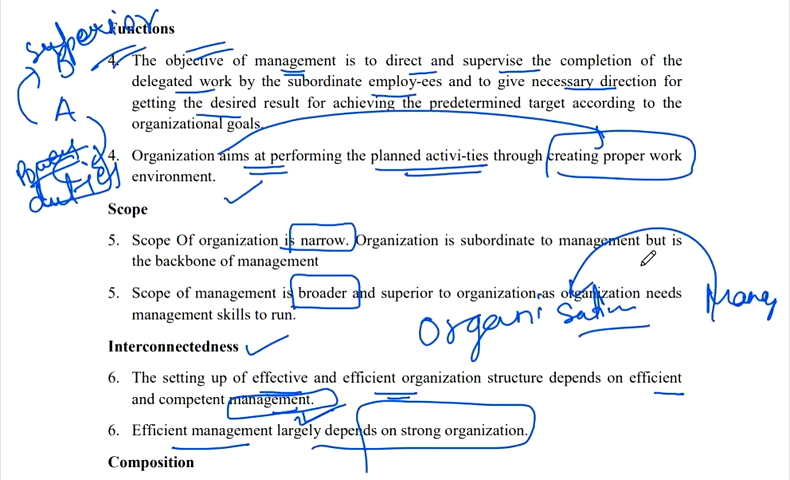 Functions
superior
4. The objective of management is to direct and supervise the completion of the
delegated work by the subordinate employ-ees and to give necessary direction for
getting the desired result for achieving the predetermined target according to the
organizational goals.
A
4. Organization aims at performing the planned activi-ties through creating proper work
environment.
duties
Scope
5. Scope Of organization is narrow. Organization is subordinate to management but is
the backbone of management
5. Scope of management is broader and superior to organization as organization needs
management skills to run.
Organi sation
Manag
Interconnectedness
6. The setting up of effective and efficient organization structure depends on efficient
and competent management.
6. Efficient management largely depends on strong organization.
Composition